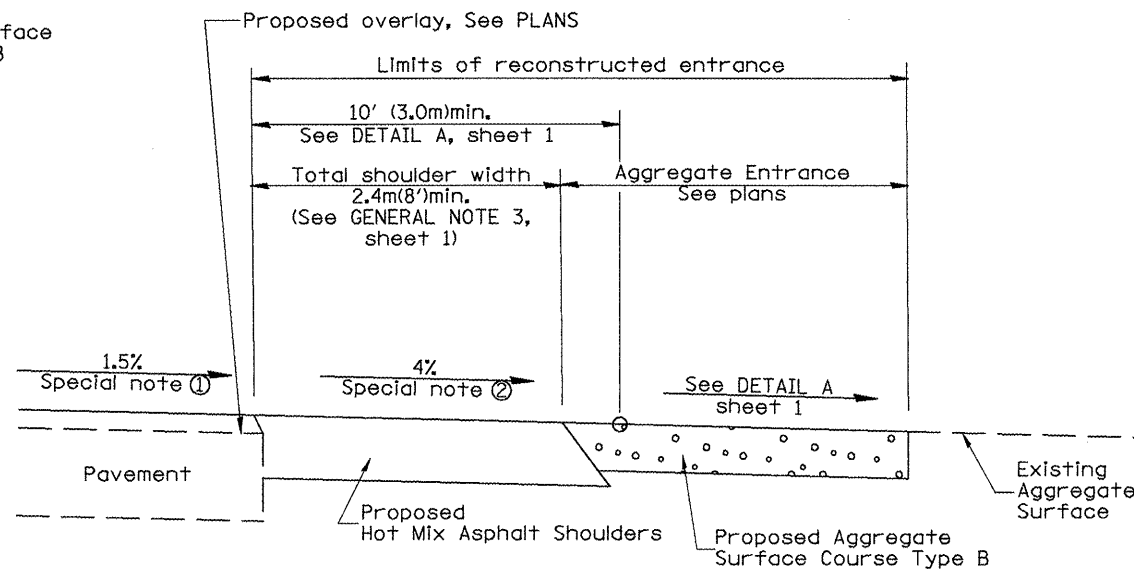 rface
B
Proposed overlay, See PLANS
Limits of reconstructed entrance
10' (3.0m)min.
See DETAIL A, sheet 1
Total shoulder width
2.4m(8')min.
(See GENERAL NOTE 3,
sheet 1)
Aggregate Entrance
See plans
1.5%
Special note ①
4%
Special note ②
See DETAIL A
sheet 1
Pavement
Proposed
Hot Mix Asphalt Shoulders
Proposed Aggregate
Surface Course Type B
Existing
Aggregate
Surface